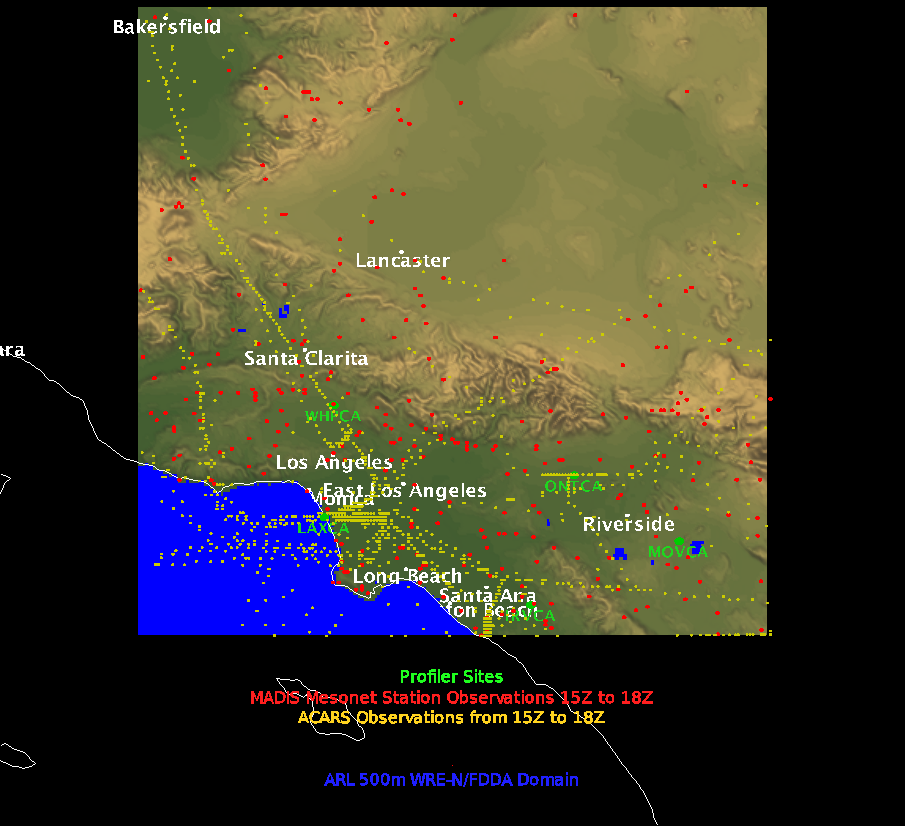 Bakersfield
Lancaster
ara
Santa Clarita
WHPCA
Los Angeles
East Los Angeles
Monica
ONTCA
LAXCA
Riverside
MOVCA
Long Beach
Santa Ana
Beach
IRVCA
Profiler Sites
MADIS Mesonet Station Observations 15Z to 18Z
ACARS Observations from 15Z to 18Z
ARL 500m WRE-N/FDDA Domain